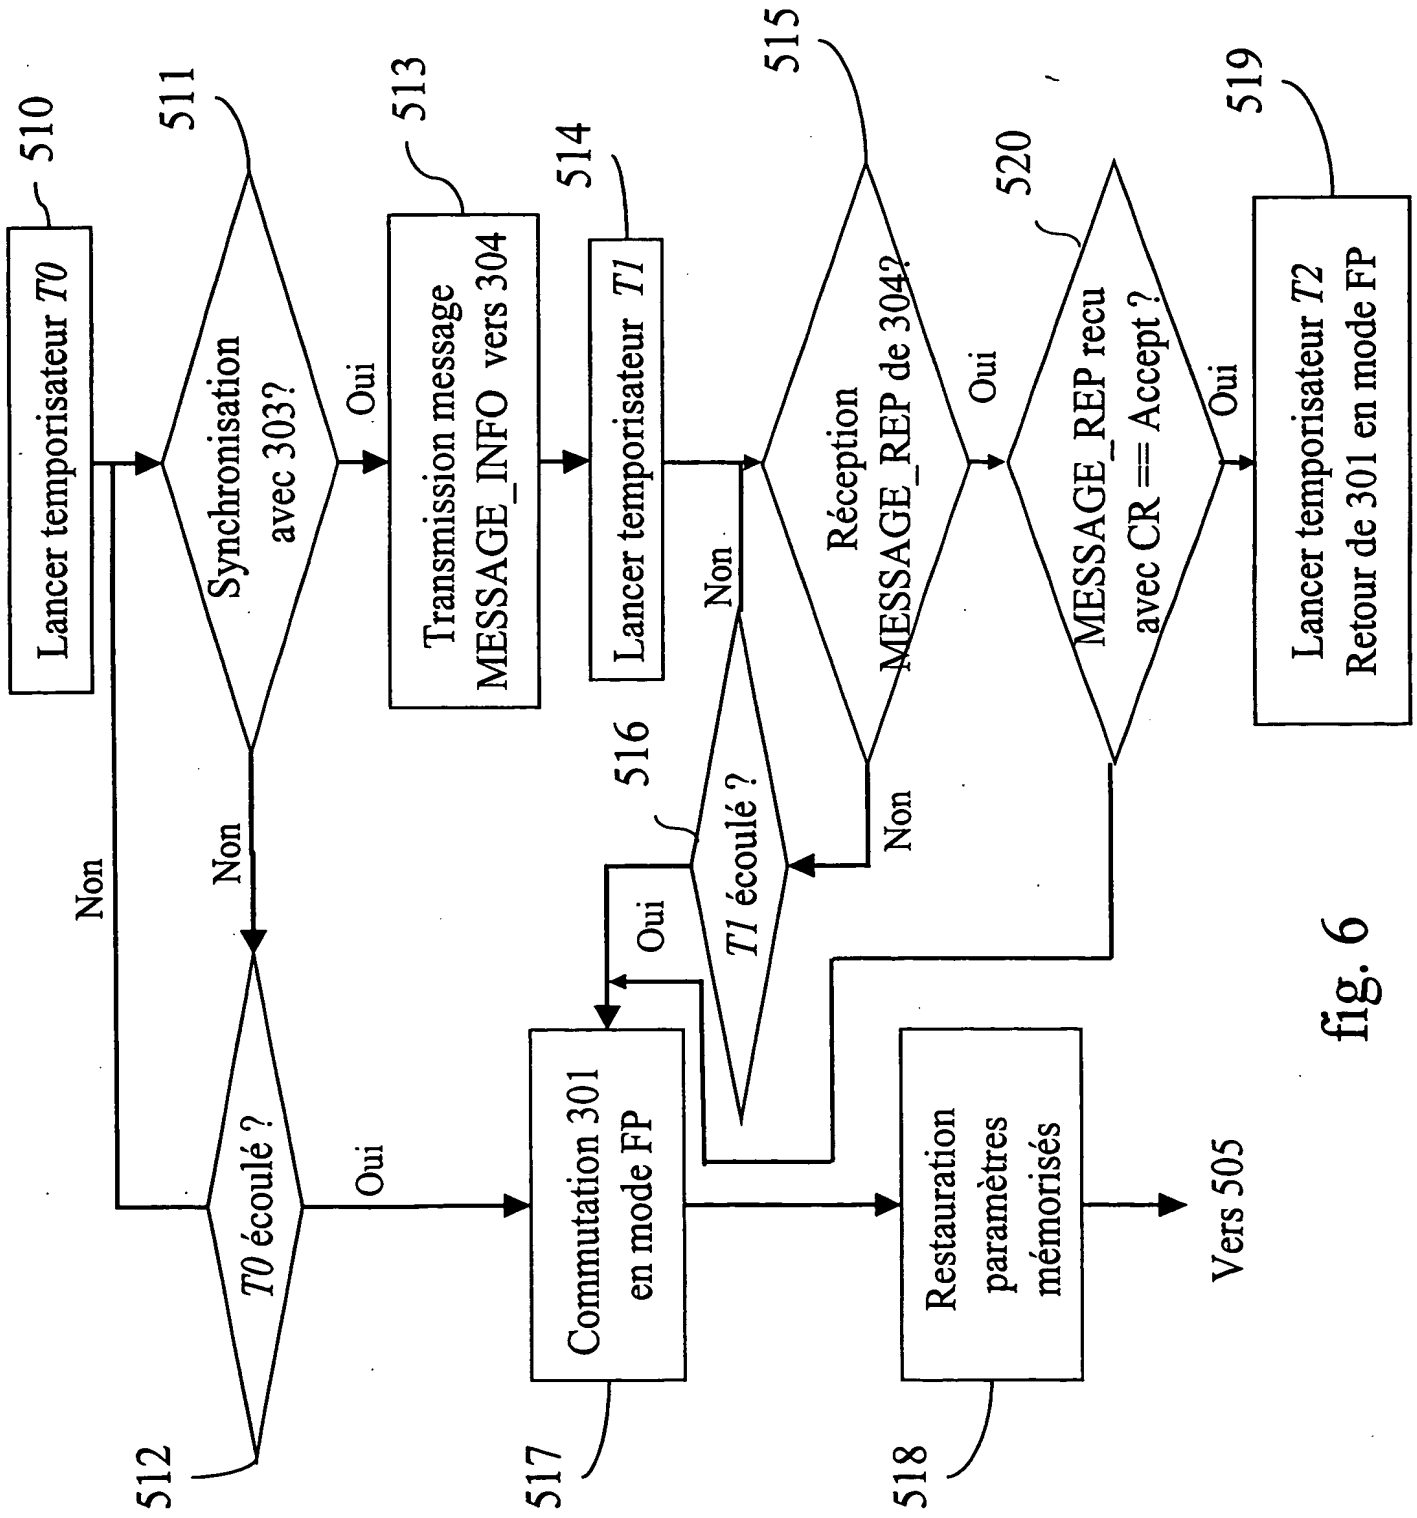 510
Lancer temporisateur T0
511
Synchronisation
avec 303?
Oui
Non
512
T0 écoulé ?
Non
Oui
513
Transmission message
MESSAGE_INFO vers 304
514
Lancer temporisateur T1
515
Réception
MESSAGE_REP de 304?
Oui
Non
516
T1 écoulé ?
Non
Oui
517
Commutation 301
en mode FP
518
Restauration
paramètres
mémorisés
Vers 505
520
MESSAGE_REP recu
avec CR == Accept ?
Oui
519
Lancer temporisateur T2
Retour de 301 en mode FP
fig. 6